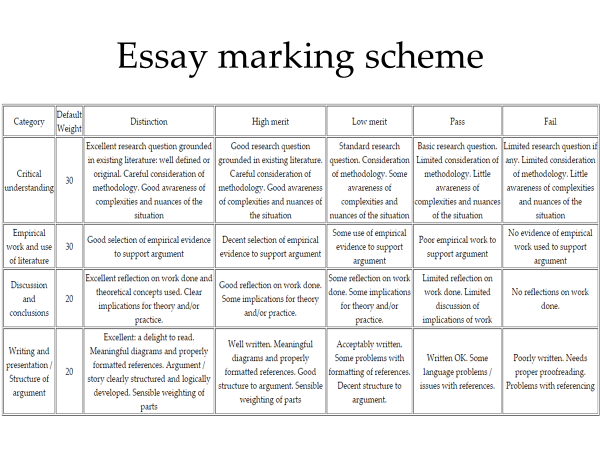 Essay marking scheme
Category
Default
Weight
Distinction
High merit
Low merit
Pass
Fail
Critical
understanding
30
Excellent research question grounded
in existing literature: well defined or
original. Careful consideration of
methodology. Good awareness of
complexities and nuances of the
situation
Good research question
grounded in existing literature.
Careful consideration of
methodology. Good awareness
of complexities and nuances of
the situation
Standard research
question. Consideration
of methodology. Some
awareness of
complexities and
nuances of the situation
Basic research question.
Limited consideration of
methodology. Little
awareness of
complexities and nuances
of the situation
Limited research question if
any. Limited consideration
of methodology. Little
awareness of complexities
and nuances of the
situation
Empirical
work and use
of literature
30
Good selection of empirical evidence
to support argument
Decent selection of empirical
evidence to support argument
Some use of empirical
evidence to support
argument
Poor empirical work to
support argument
No evidence of empirical
work used to support
argument
Discussion
and
conclusions
20
Excellent reflection on work done and
theoretical concepts used. Clear
implications for theory and/or
practice.
Good reflection on work done.
Some implications for theory
and/or practice.
Some reflection on work
done. Some implications
for theory and/or
practice.
Limited reflection on
work done. Limited
discussion of
implications of work
No reflections on work
done.
Writing and
presentation /
Structure of
argument
20
Excellent: a delight to read.
Meaningful diagrams and properly
formatted references. Argument /
story clearly structured and logically
developed. Sensible weighting of
parts
Well written. Meaningful
diagrams and properly
formatted references. Good
structure to argument. Sensible
weighting of parts
Acceptably written.
Some problems with
formatting of references.
Decent structure to
argument.
Written OK. Some
language problems /
issues with references.
Poorly written. Needs
proper proofreading.
Problems with referencing